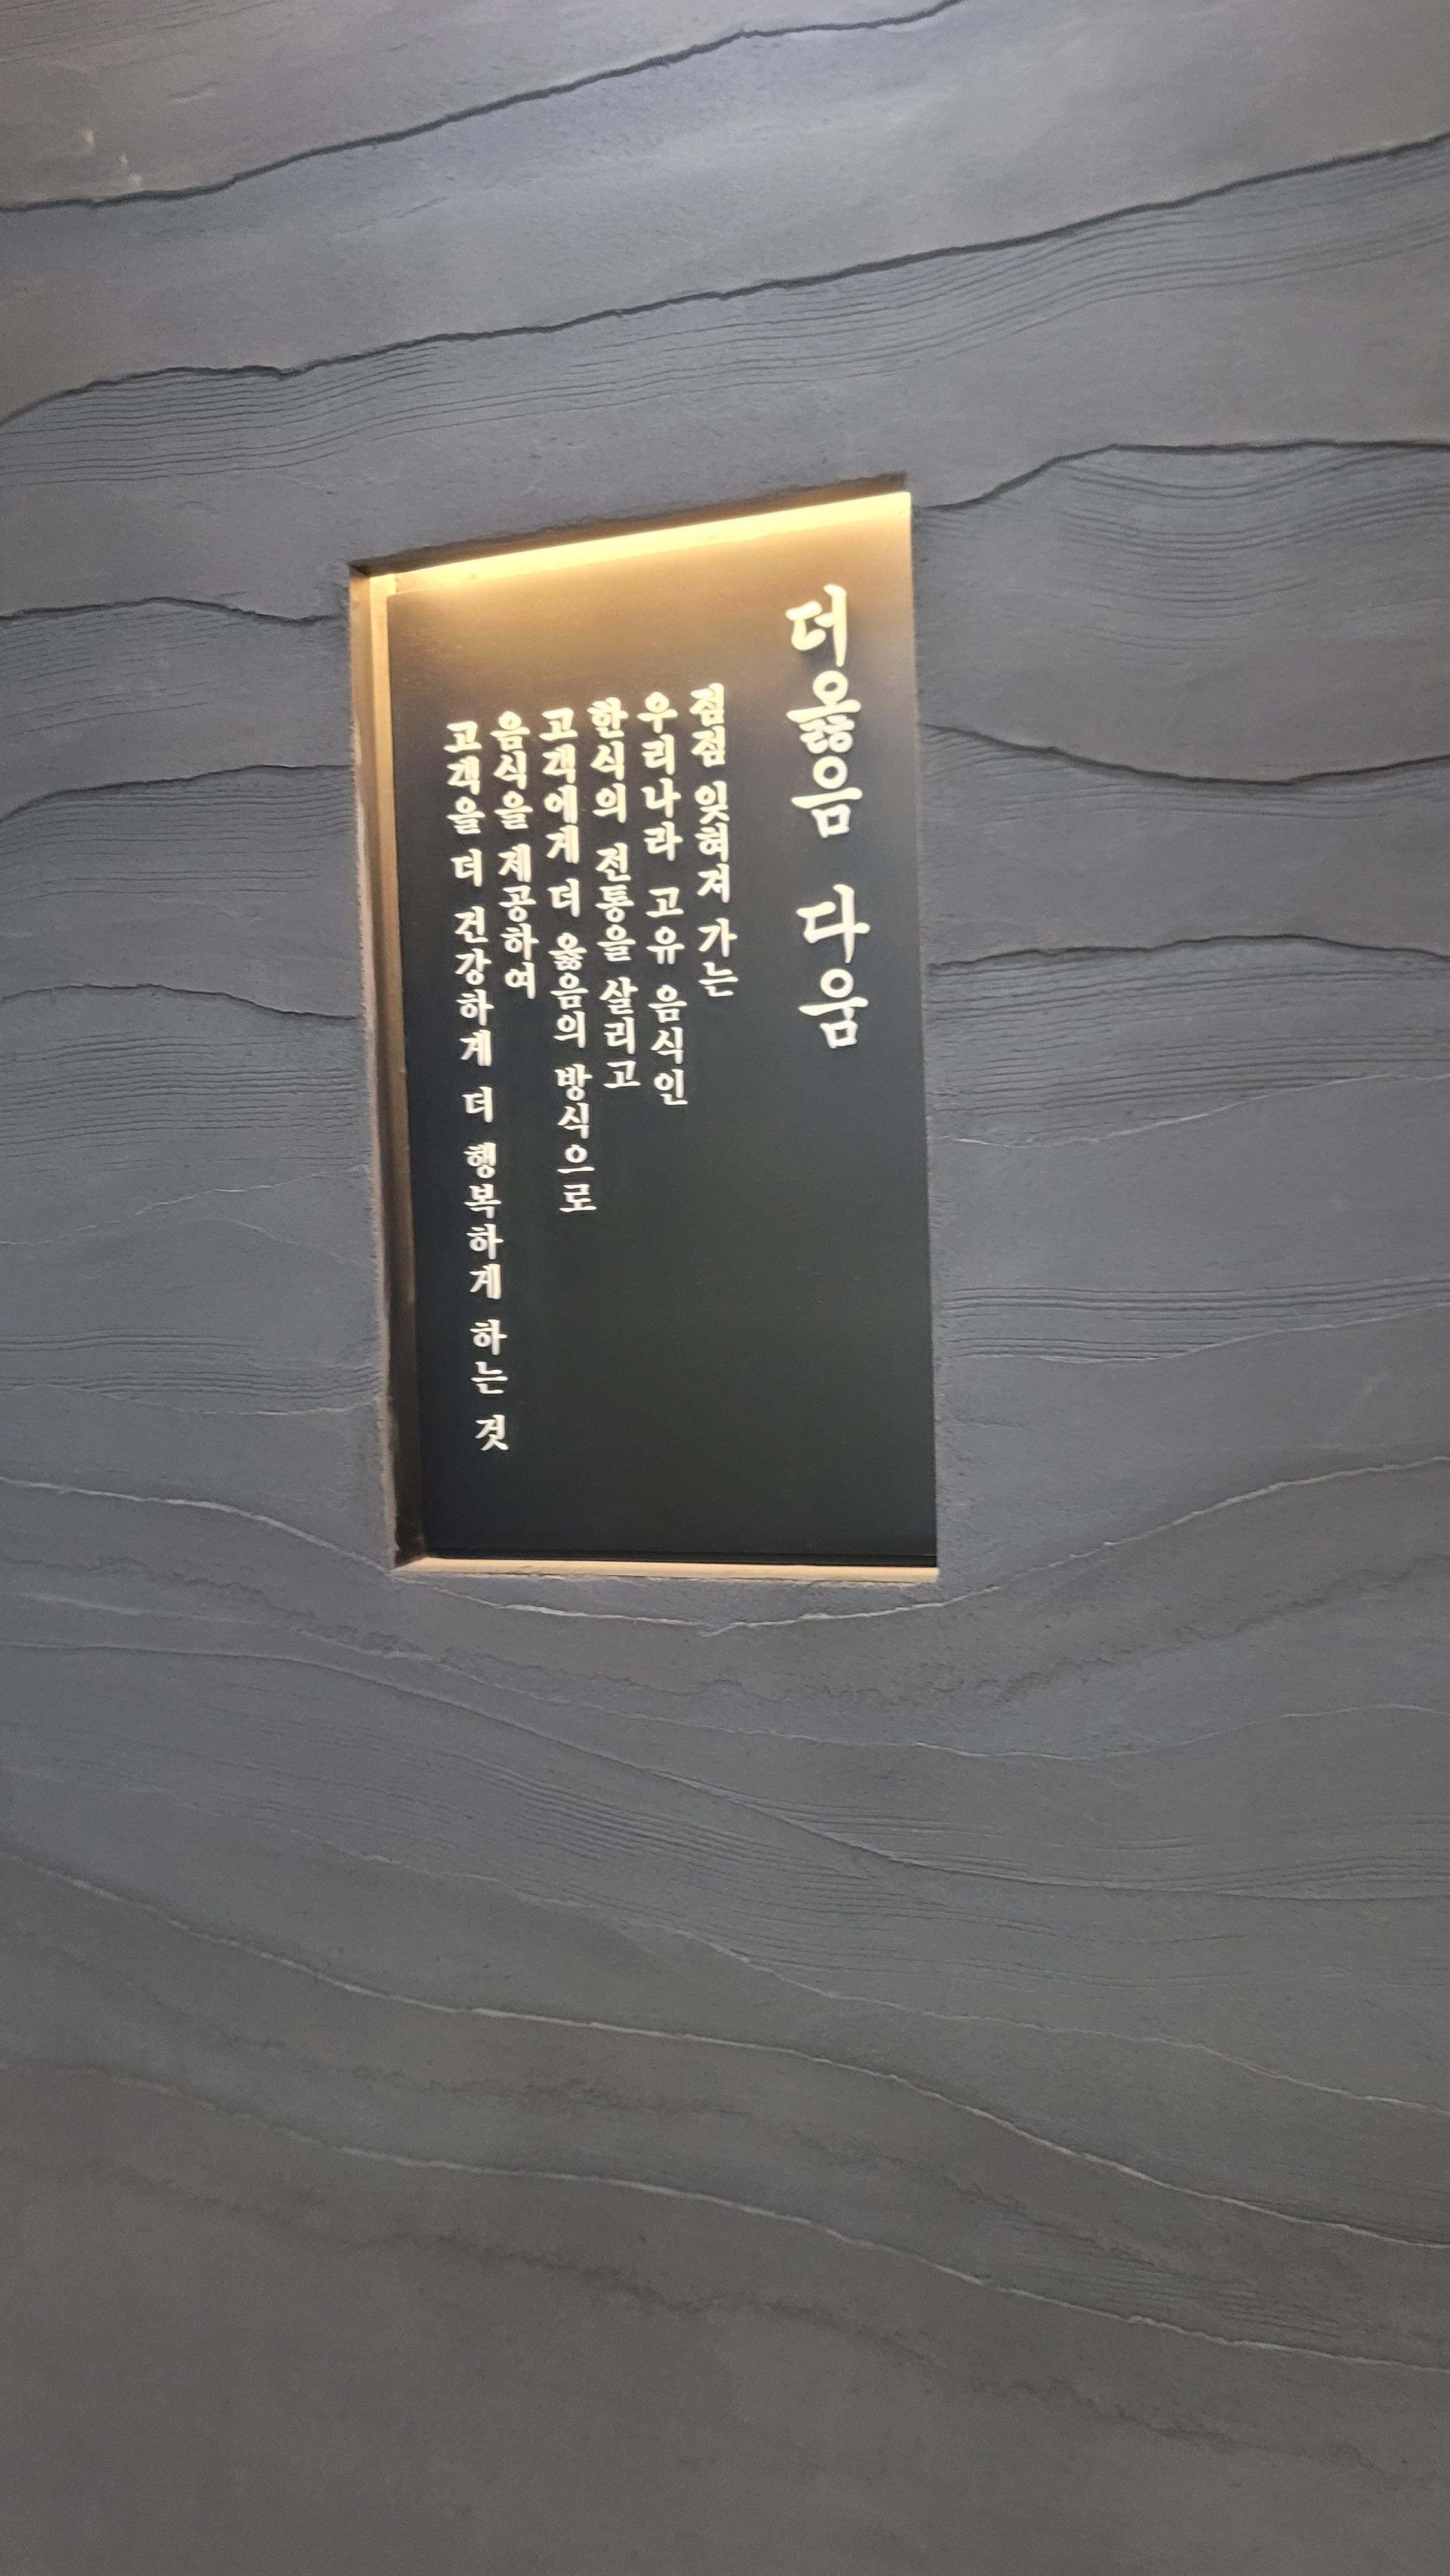 더옳음 다움
점점 잊혀져 가는
우리나라 고유 음식인
한식의 전통을 살리고
고객에게 더 옳음의 방식으로
음식을 제공하여
고객을 더 건강하게 더 행복하게 하는 것